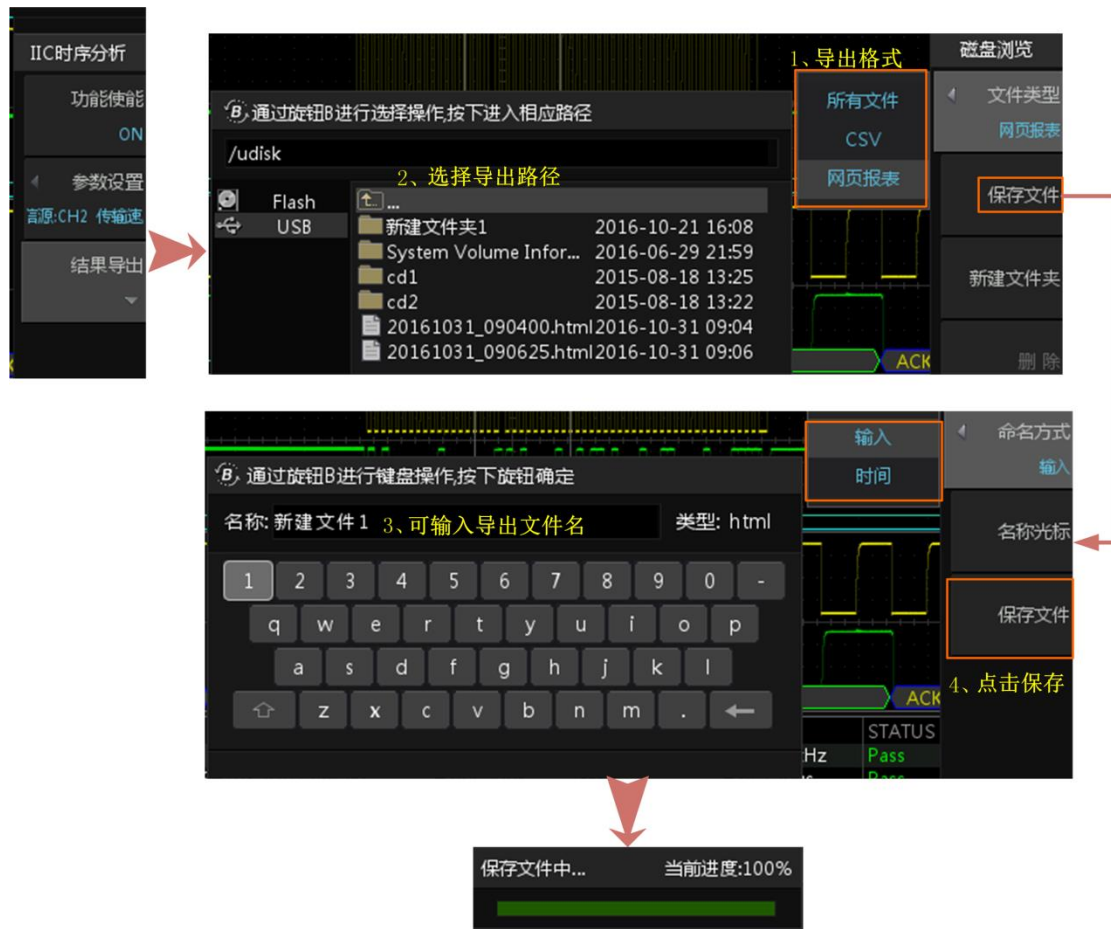 IIC时序分析
功能使能
ON
参数设置
言源:CH2 传输速
结果导出
1、导出格式
所有文件
CSV
网页报表
磁盘浏览
文件类型
网页报表
保存文件
新建文件夹
删 除
B 通过旋钮B进行选择操作,按下进入相应路径
/udisk
2、选择导出路径
Flash
USB
...
新建文件夹1 2016-10-21 16:08
System Volume Infor... 2016-06-29 21:59
cd1 2015-08-18 13:25
cd2 2015-08-18 13:22
20161031_090400.html 2016-10-31 09:04
20161031_090625.html 2016-10-31 09:06
ACK
输入
时间
命名方式
输入
名称光标
保存文件
4、点击保存
B 通过旋钮B进行键盘操作,按下旋钮确定
名称: 新建文件1 3、可输入导出文件名 类型: html
1 2 3 4 5 6 7 8 9 0 -
q w e r t y u i o p
a s d f g h j k l
z x c v b n m .
ACK
STATUS
Hz Pass
Pass
保存文件中... 当前进度:100%